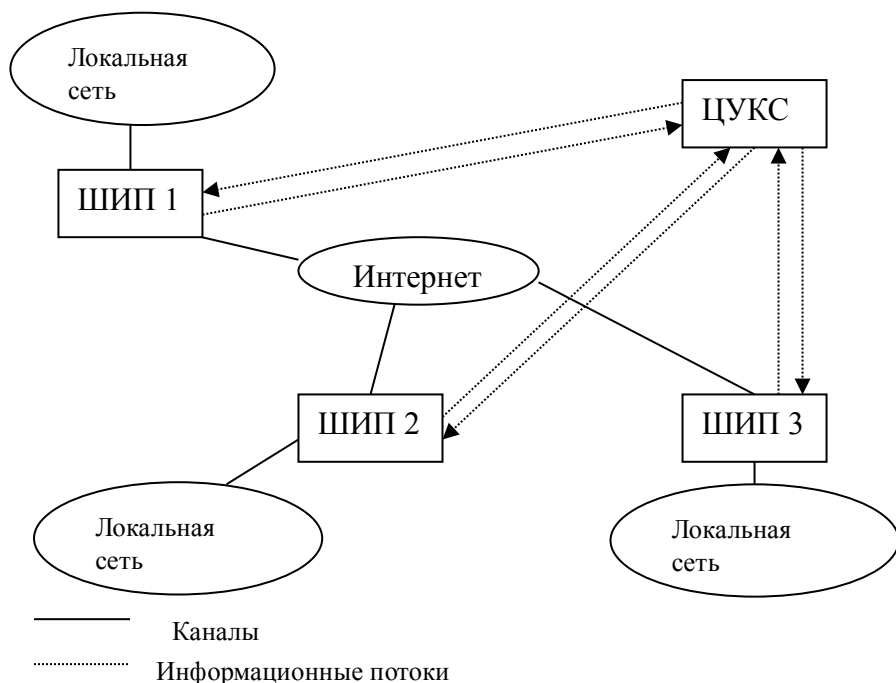 Локальная
сеть
ЦУКС
ШИП 1
Интернет
ШИП 2
ШИП 3
Локальная
сеть
Локальная
сеть
Каналы
Информационные потоки